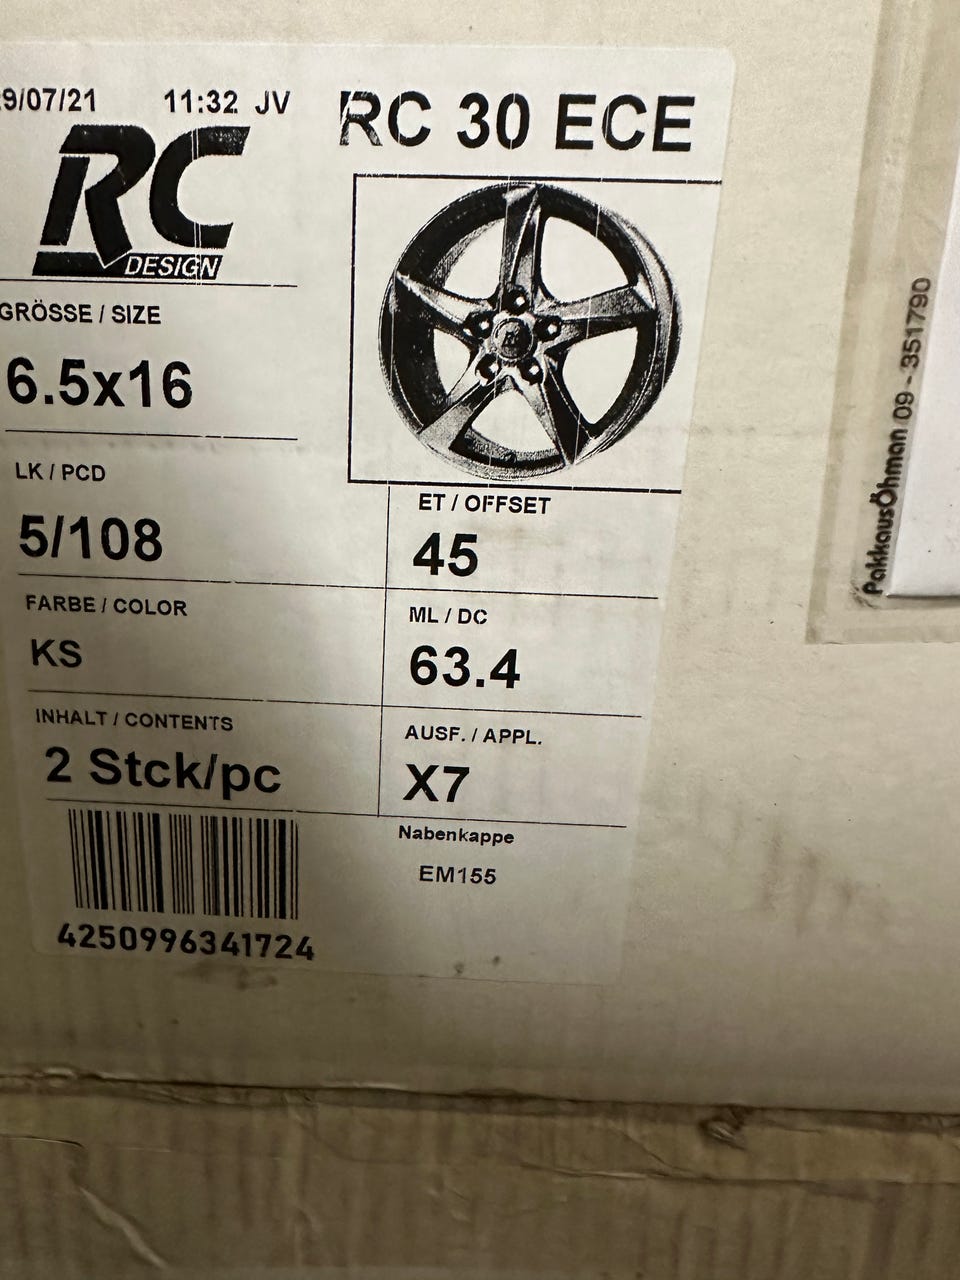 9/07/21 11:32 JV
RC 30 ECE
RC
DESIGN
GRÖSSE / SIZE
6.5x16
LK / PCD
5/108
ET / OFFSET
45
FARBE / COLOR
KS
ML / DC
63.4
INHALT / CONTENTS
2 Stck/pc
AUSF. / APPL.
X7
Nabenkappe
EM155
4250996341724
PakkausÖhman 09 - 351790